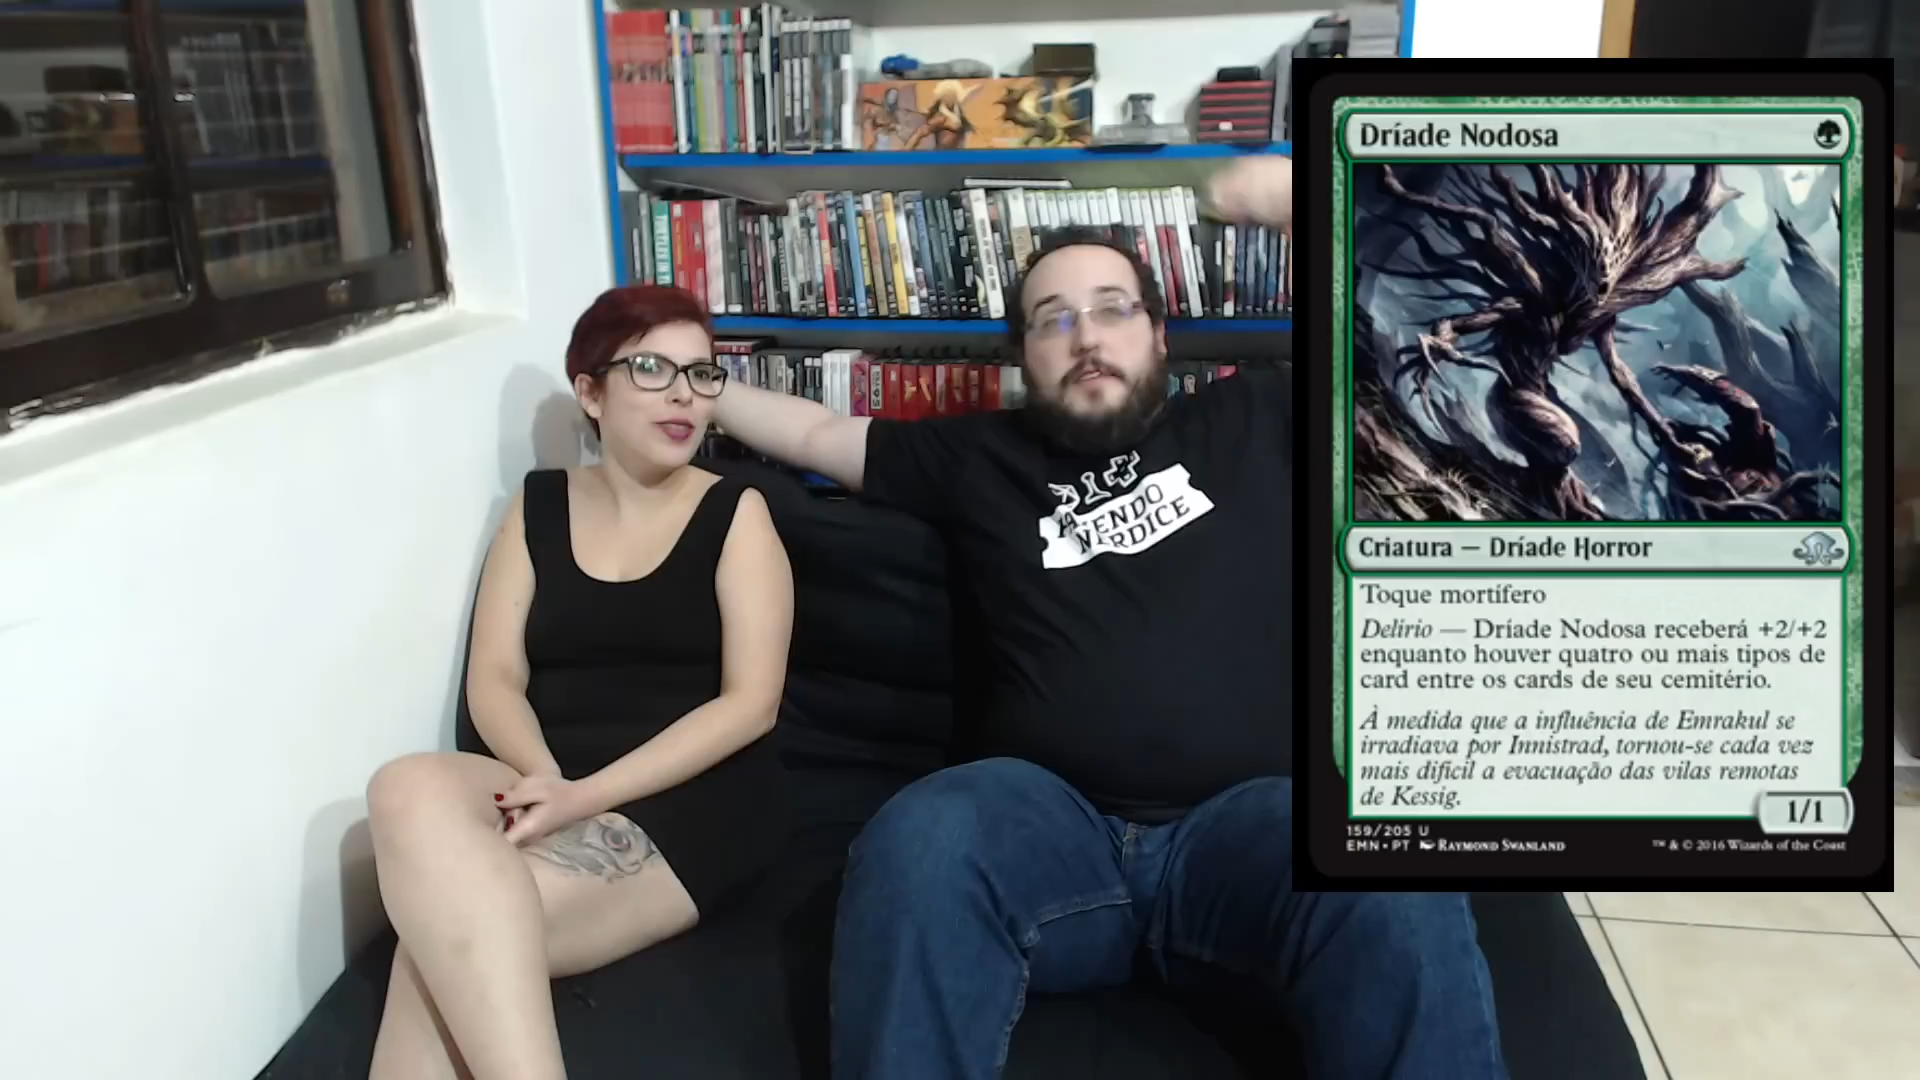 VENDO
NERDICE
Dríade Nodosa
Criatura — Dríade Horror
Toque mortífero
Delírio — Dríade Nodosa receberá +2/+2
enquanto houver quatro ou mais tipos de
card entre os cards de seu cemitério.
À medida que a influência de Emrakul se
irradiava por Innistrad, tornou-se cada vez
mais difícil a evacuação das vilas remotas
de Kessig.
1/1
159/205 U
EMN • PT RAYMOND SWANLAND
™ & © 2016 Wizards of the Coast